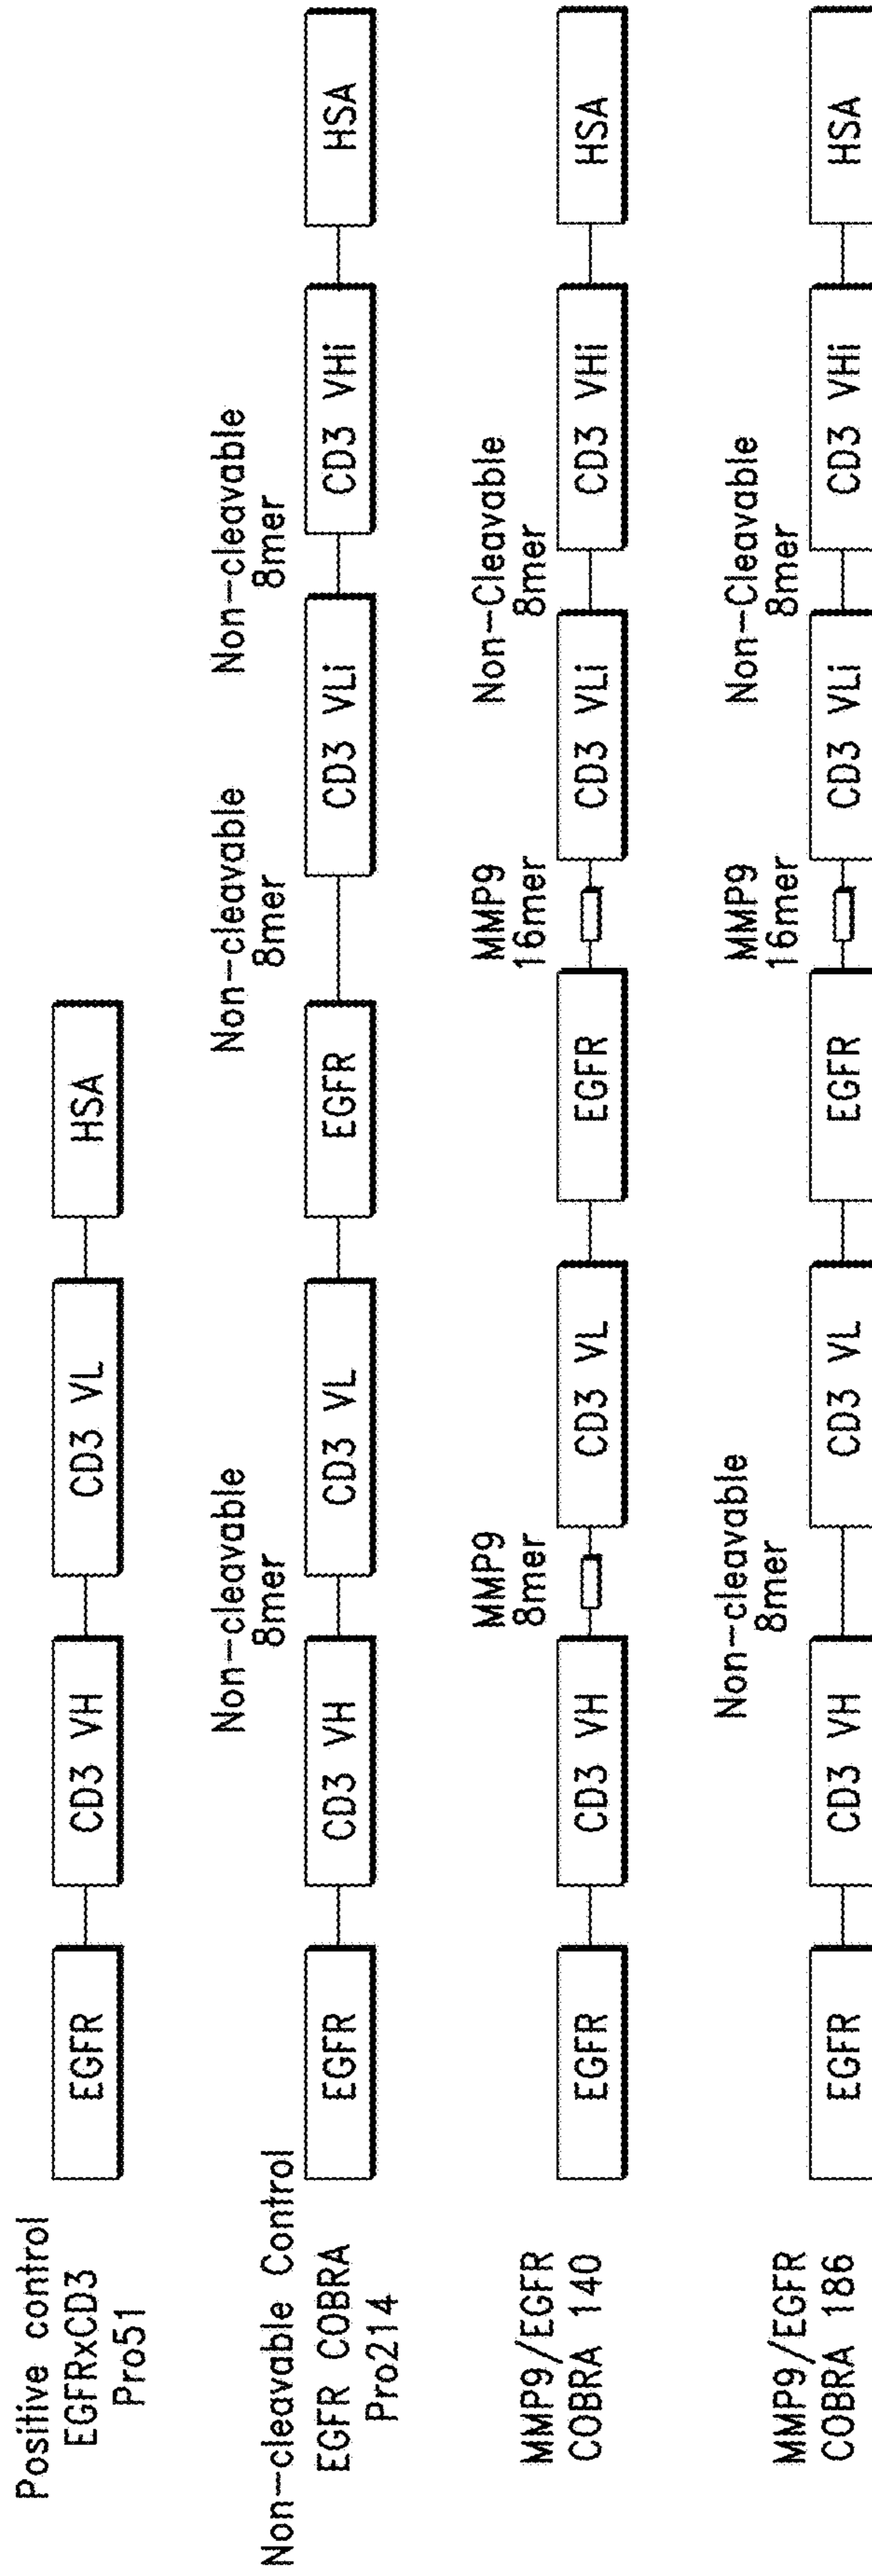 Positive control
EGFRxCD3
Pro51
EGFR
CD3 VH
CD3 VL
HSA
Non-cleavable Control
EGFR COBRA
Pro214
EGFR
CD3 VH
Non-cleavable
8mer
CD3 VL
EGFR
Non-cleavable
8mer
CD3 VLi
Non-cleavable
8mer
CD3 VHi
HSA
MMP9/EGFR
COBRA 140
EGFR
CD3 VH
MMP9
8mer
CD3 VL
EGFR
MMP9
16mer
CD3 VLi
Non-Cleavable
8mer
CD3 VHi
HSA
MMP9/EGFR
COBRA 186
EGFR
CD3 VH
Non-cleavable
8mer
CD3 VL
EGFR
MMP9
16mer
CD3 VLi
Non-Cleavable
8mer
CD3 VHi
HSA